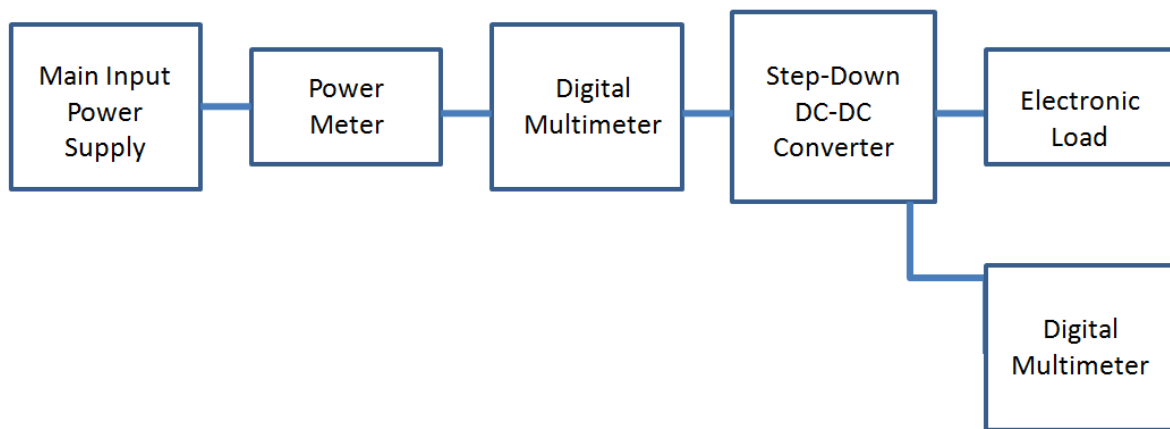 Main Input
Power
Supply
Power
Meter
Digital
Multimeter
Step-Down
DC-DC
Converter
Electronic
Load
Digital
Multimeter